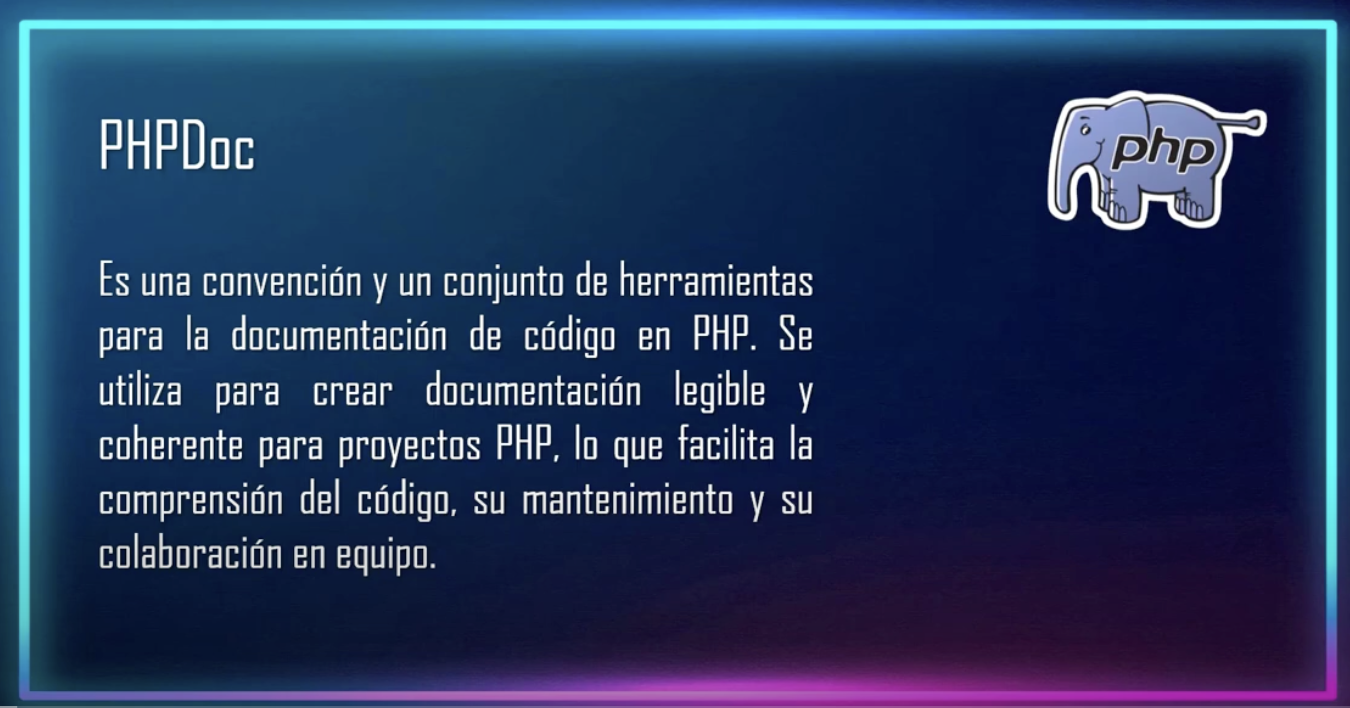 PHPDoc
php
Es una convención y un conjunto de herramientas
para la documentación de código en PHP. Se
utiliza para crear documentación legible y
coherente para proyectos PHP, lo que facilita la
comprensión del código, su mantenimiento y su
colaboración en equipo.